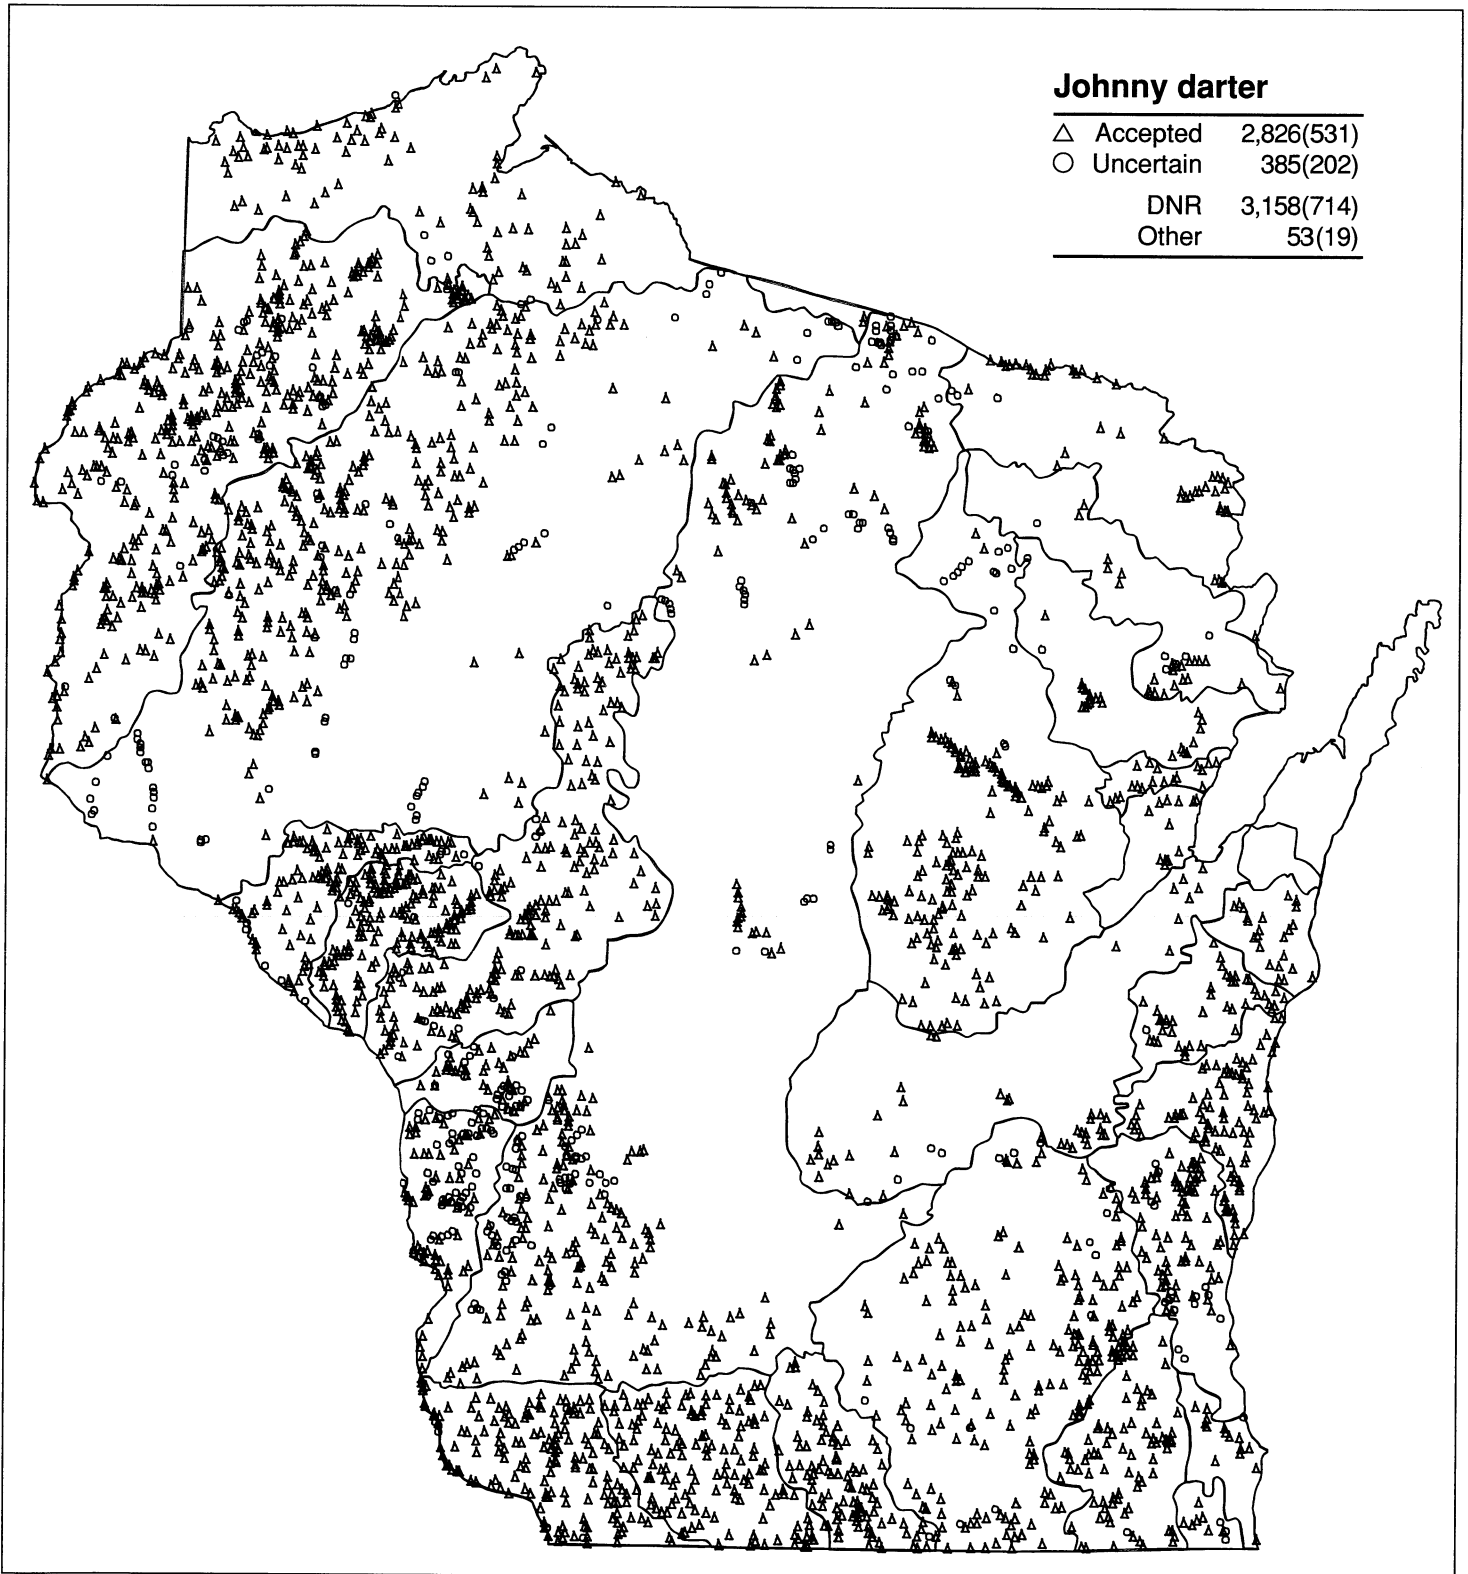 Johnny darter
△ Accepted 2,826(531)
○ Uncertain 385(202)
DNR 3,158(714)
Other 53(19)